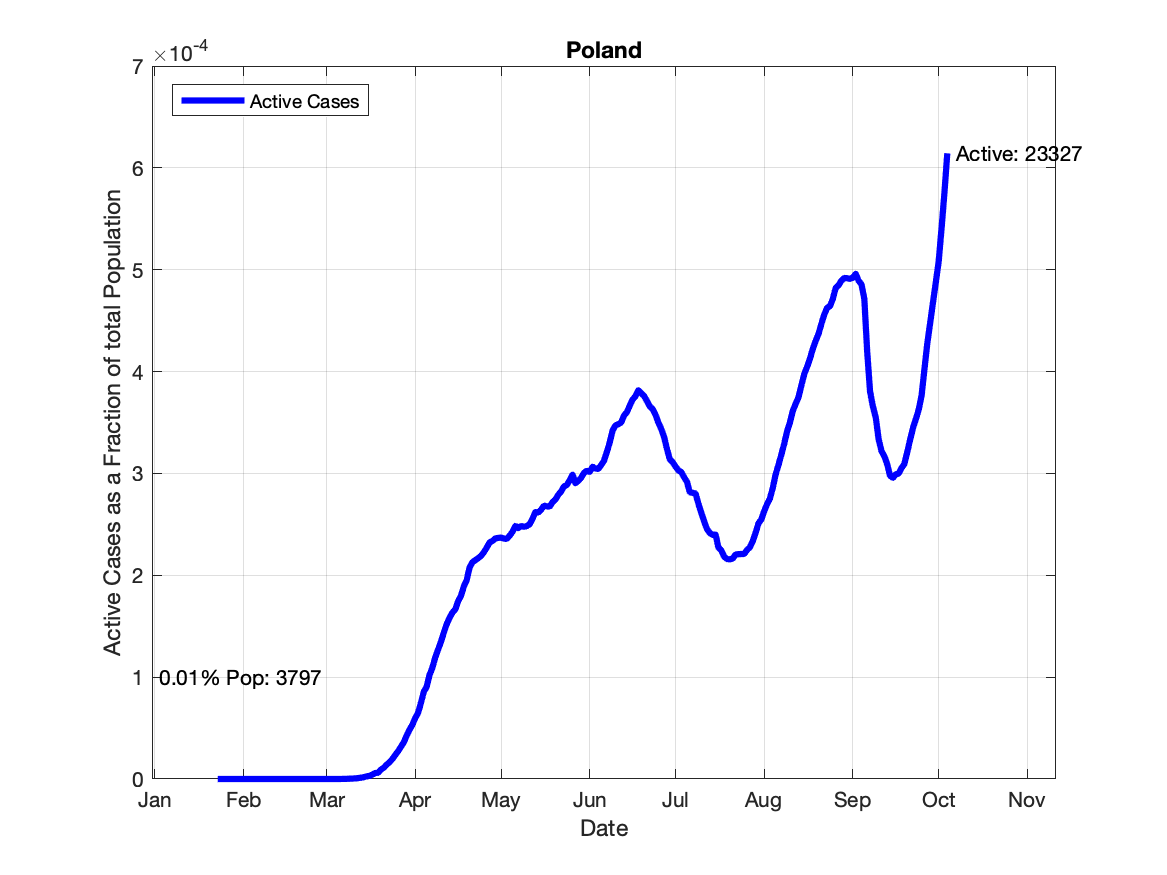 Poland
×10^-4
7
Active Cases
6
Active: 23327
5
4
3
2
1
0.01% Pop: 3797
0
Active Cases as a Fraction of total Population
Jan Feb Mar Apr May Jun Jul Aug Sep Oct Nov
Date